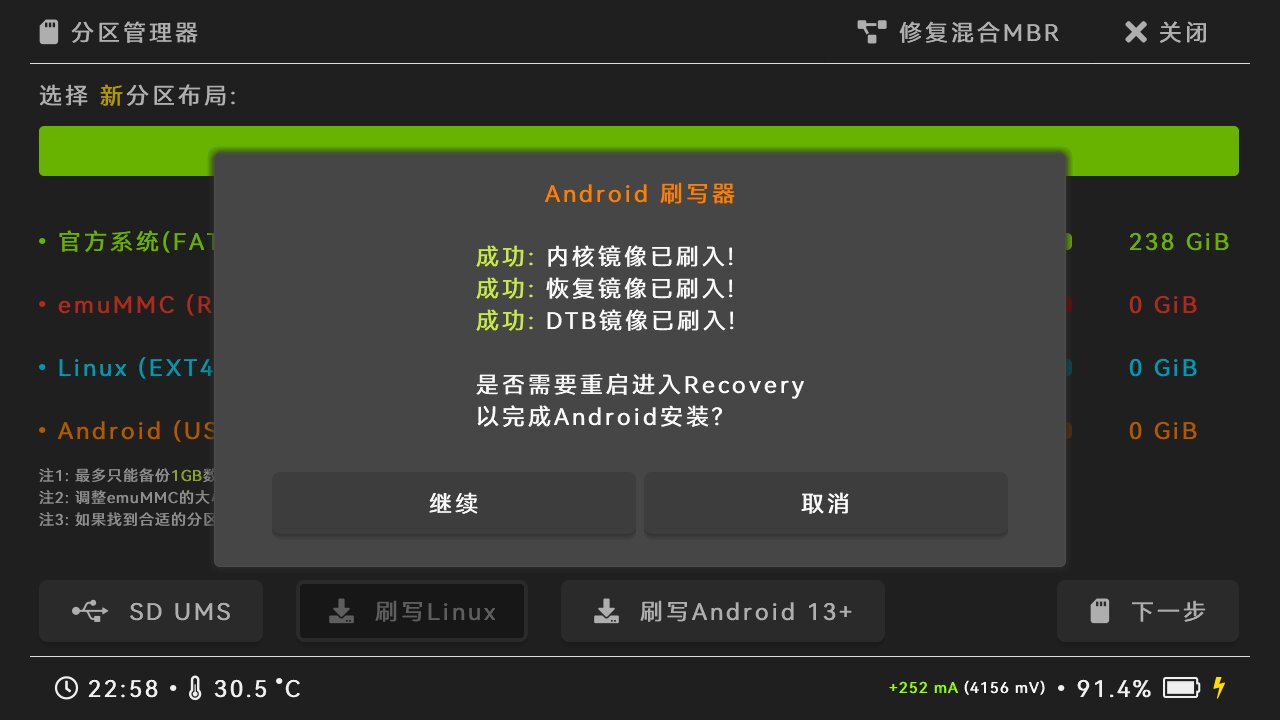 分区管理器
修复混合MBR
关闭
选择 新分区布局:
Android 刷写器
成功: 内核镜像已刷入!
成功: 恢复镜像已刷入!
成功: DTB镜像已刷入!
是否需要重启进入Recovery
以完成Android安装?
继续
取消
• 官方系统(FAT
238 GiB
• emuMMC (R
0 GiB
• Linux (EXT4
0 GiB
• Android (US
0 GiB
注1: 最多只能备份1GB数
注2: 调整emuMMC的大
注3: 如果找到合适的分区
SD UMS
刷写Linux
刷写Android 13+
下一步
22:58 • 30.5 °C
+252 mA (4156 mV) • 91.4%